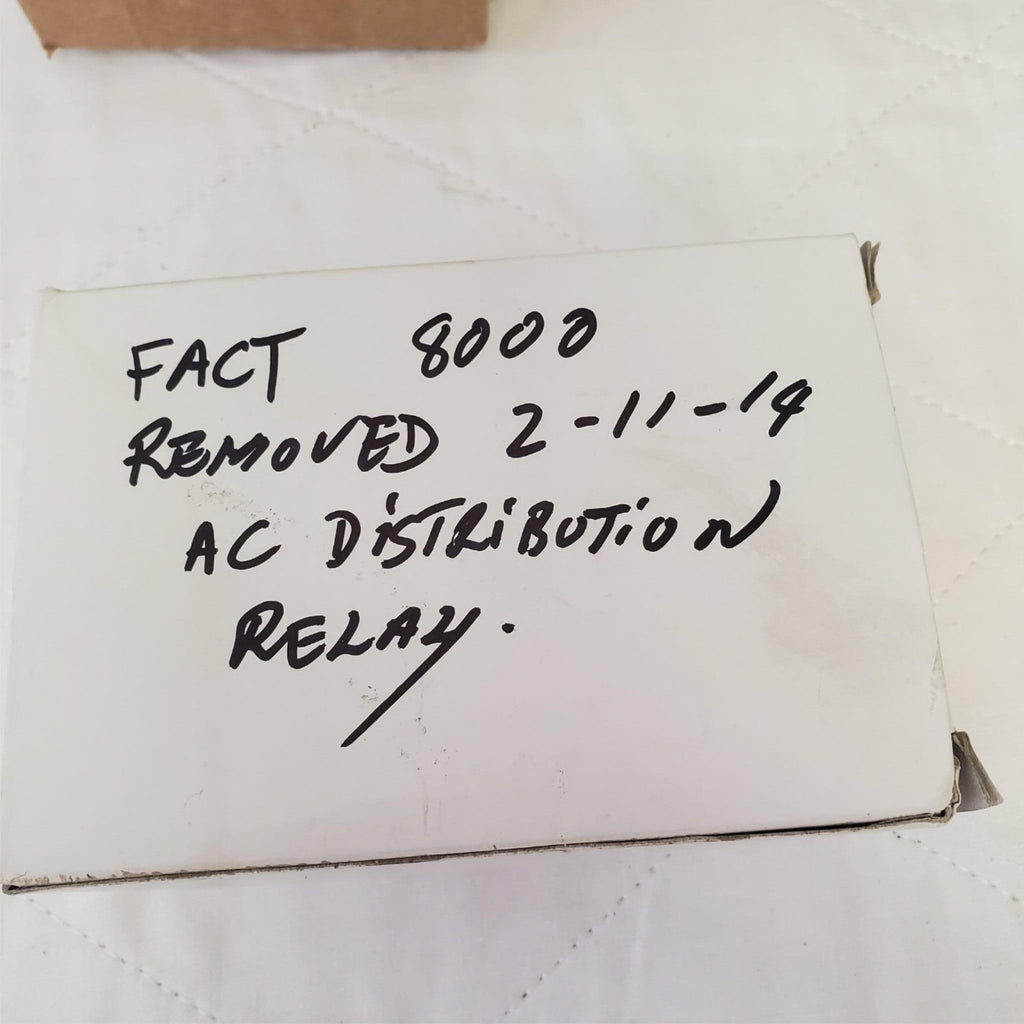 FACT 8000
REMOVED 2-11-14
AC DISTRIBUTION
RELAY.